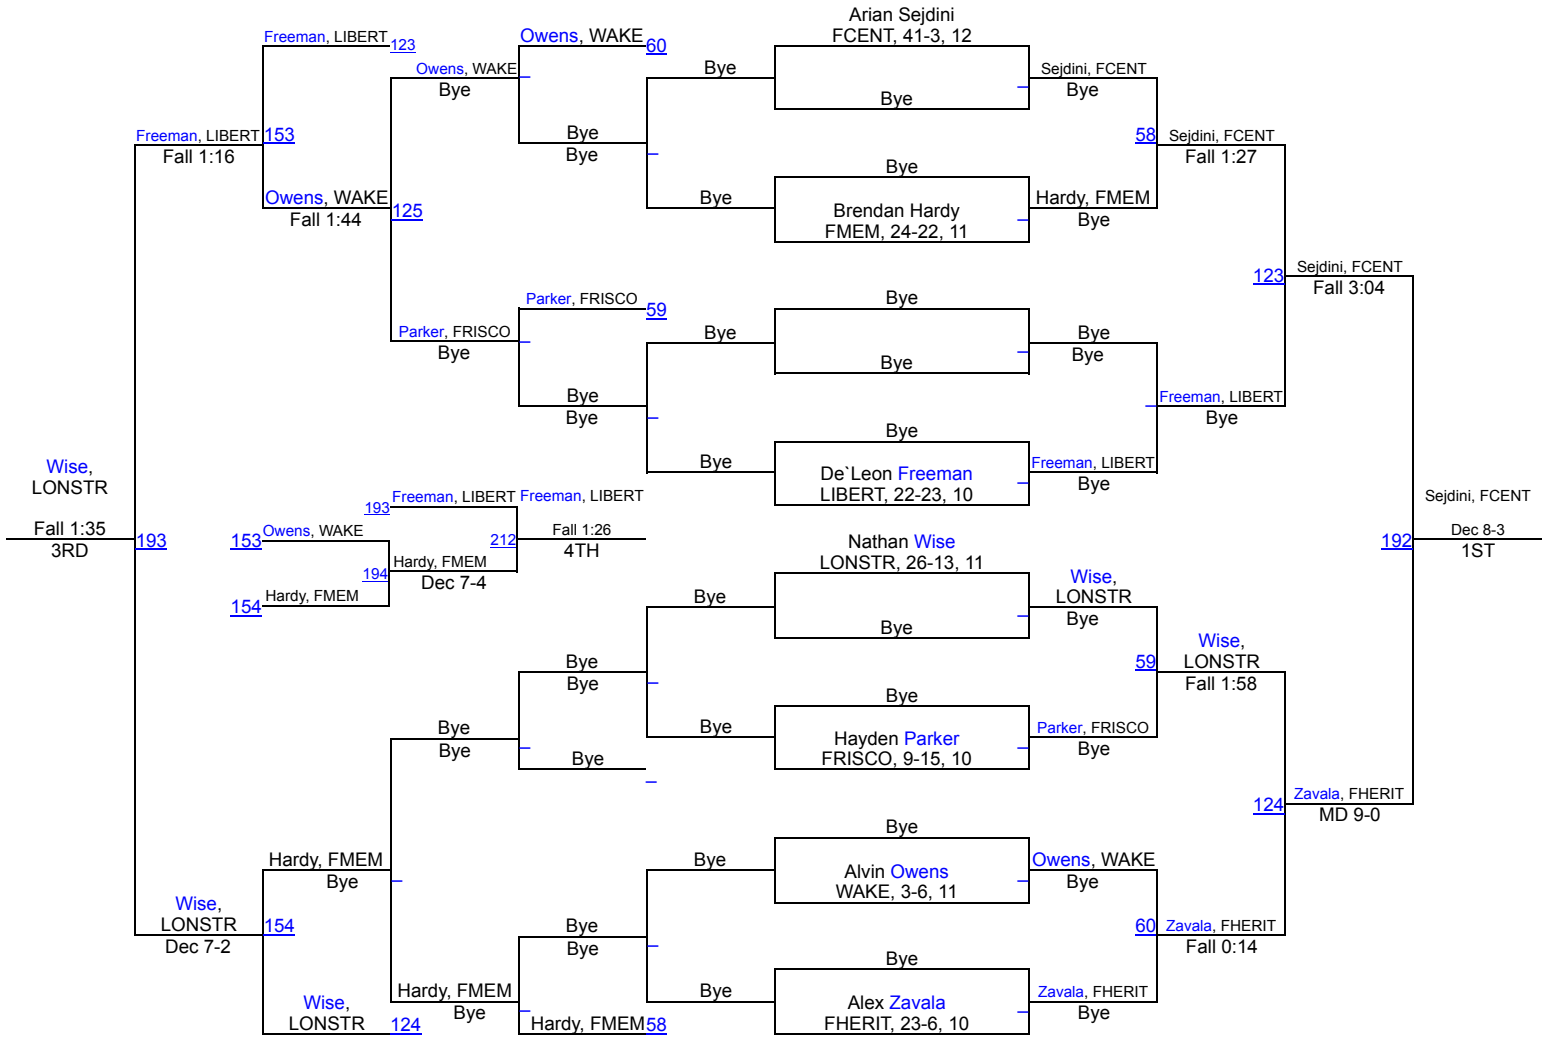 Arian Sejdini
FCENT, 41-3, 12
Freeman, LIBERT
123
Owens, WAKE
60
Owens, WAKE
Bye
Bye
Sejdini, FCENT
Bye
Bye
Freeman, LIBERT
153
Fall 1:16
Bye
Bye
58
Sejdini, FCENT
Fall 1:27
Bye
Owens, WAKE
125
Fall 1:44
Bye
Brendan Hardy
FMEM, 24-22, 11
Hardy, FMEM
Bye
123
Sejdini, FCENT
Fall 3:04
Parker, FRISCO
59
Bye
Parker, FRISCO
Bye
Bye
Bye
Bye
Bye
Bye
Bye
Freeman, LIBERT
Bye
Bye
Bye
Wise,
LONSTR
Bye
De`Leon Freeman
LIBERT, 22-23, 10
Freeman, LIBERT
Bye
Freeman, LIBERT
193
Freeman, LIBERT
Sejdini, FCENT
Fall 1:35
3RD
193
153
Owens, WAKE
212
Fall 1:26
4TH
Nathan Wise
LONSTR, 26-13, 11
192
Dec 8-3
1ST
194
Hardy, FMEM
Dec 7-4
154
Hardy, FMEM
Bye
Wise,
LONSTR
Bye
Bye
Bye
Bye
59
Wise,
LONSTR
Fall 1:58
Bye
Bye
Bye
Bye
Bye
Hayden Parker
FRISCO, 9-15, 10
Parker, FRISCO
Bye
124
Zavala, FHERIT
MD 9-0
Bye
Hardy, FMEM
Bye
Bye
Alvin Owens
WAKE, 3-6, 11
Owens, WAKE
Bye
Wise,
LONSTR
154
Dec 7-2
Bye
Bye
60
Zavala, FHERIT
Fall 0:14
Bye
Hardy, FMEM
Bye
Bye
Alex Zavala
FHERIT, 23-6, 10
Zavala, FHERIT
Bye
Wise,
LONSTR
124
Hardy, FMEM
58